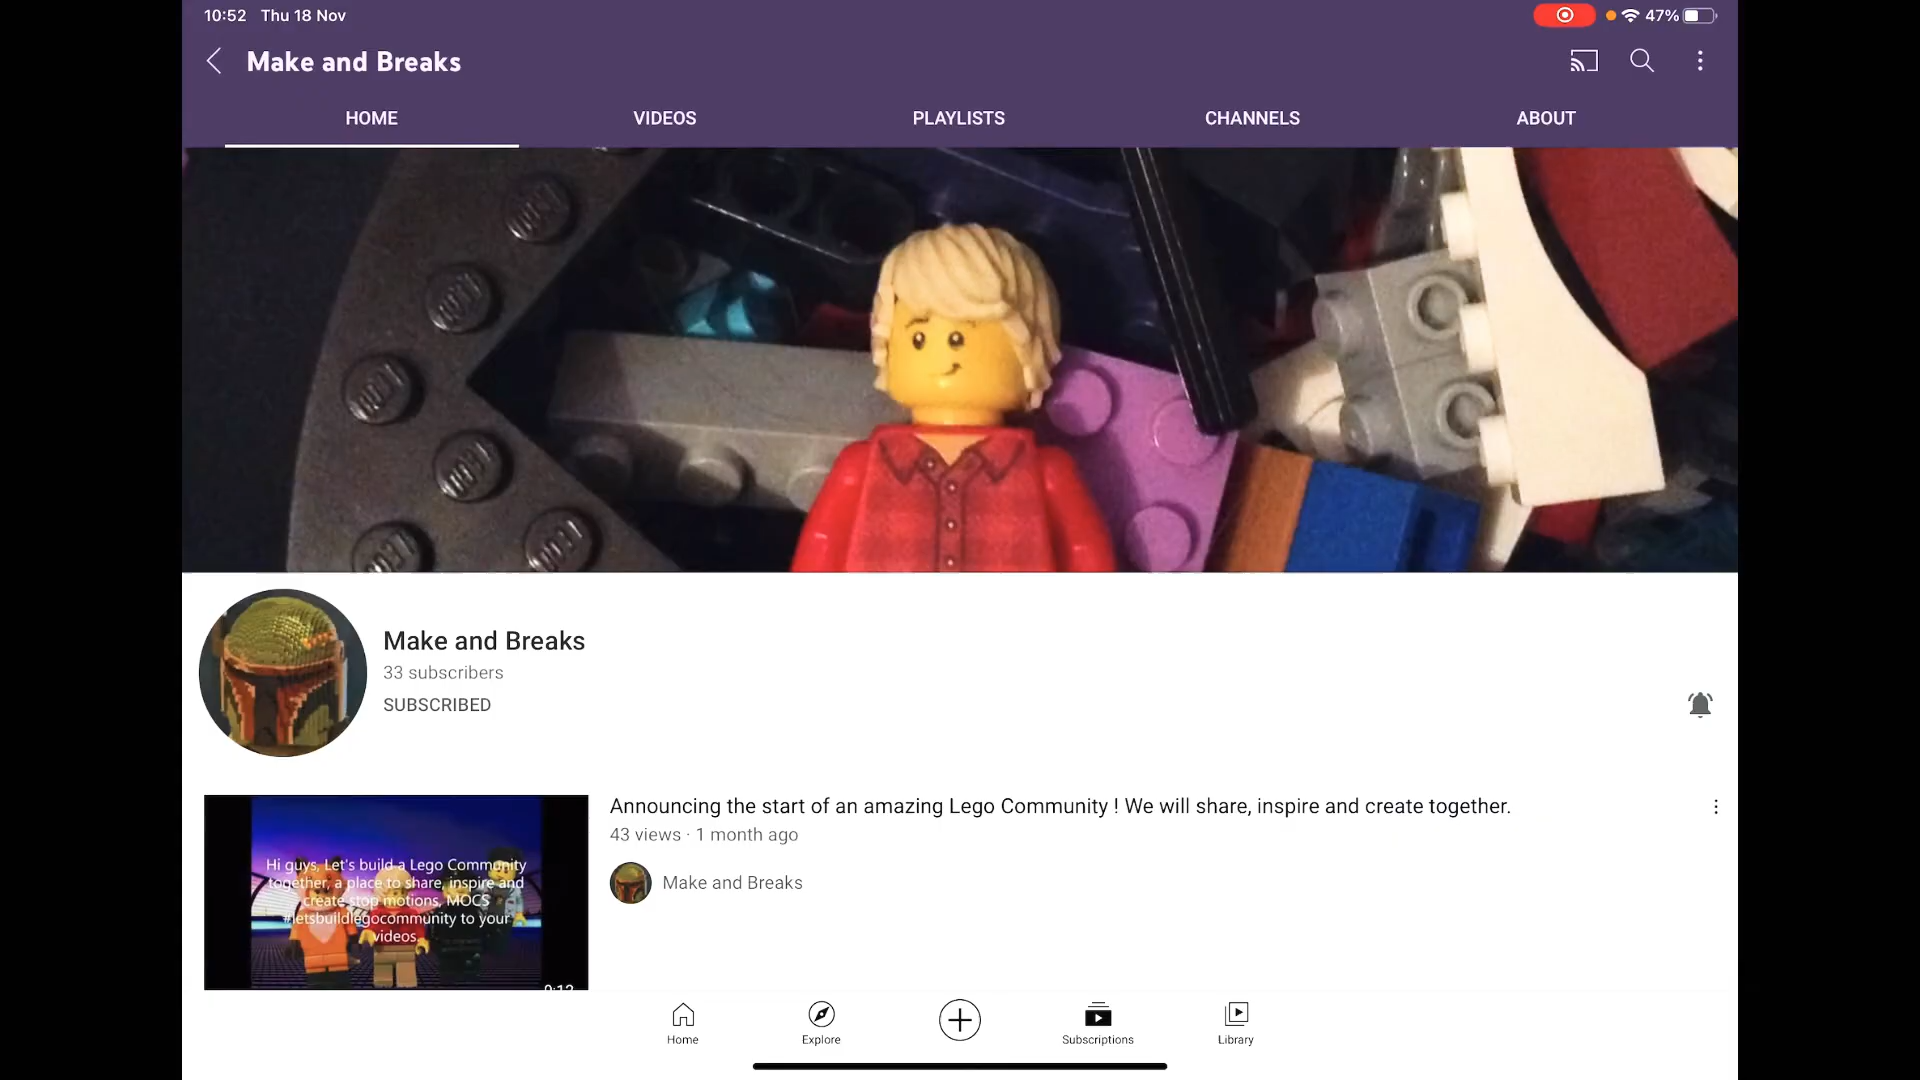 10:52 Thu 18 Nov
47%
Make and Breaks
HOME
VIDEOS
PLAYLISTS
CHANNELS
ABOUT
Make and Breaks
33 subscribers
SUBSCRIBED
Hi guys, Let's build a Lego Community
together, a place to share, inspire and
create stop motions, MOCS
#letsbuildlegocommunity to your
videos.
0:12
Announcing the start of an amazing Lego Community ! We will share, inspire and create together.
43 views · 1 month ago
Make and Breaks
Home
Explore
Subscriptions
Library